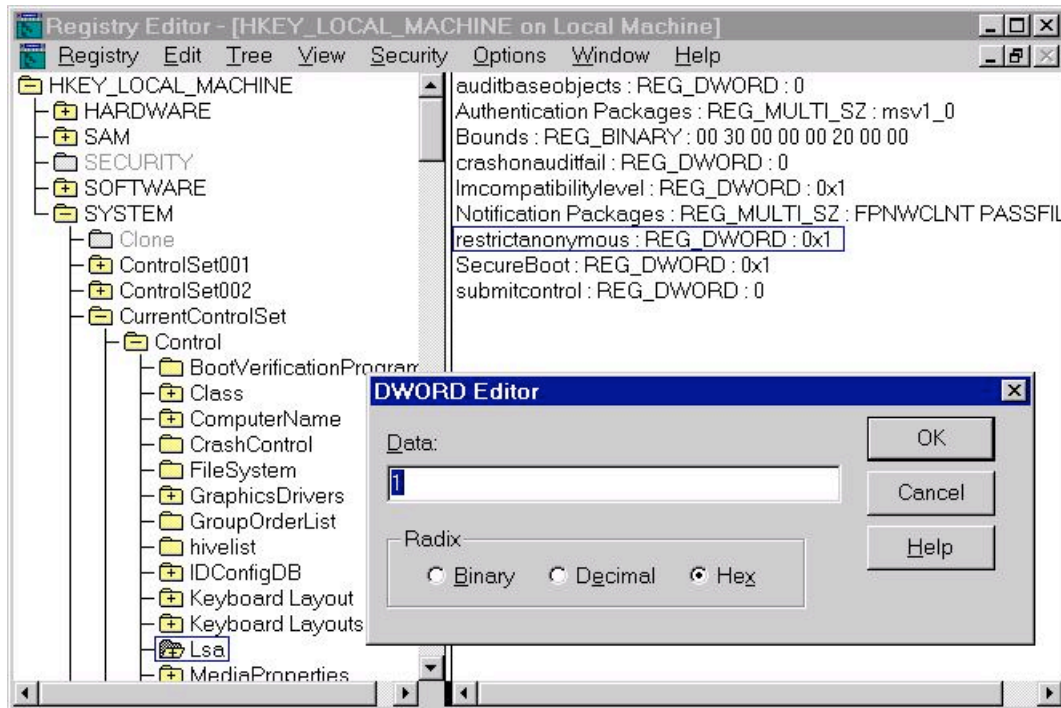 Registry Editor - [HKEY_LOCAL_MACHINE on Local Machine]
Registry Edit Tree View Security Options Window Help
HKEY_LOCAL_MACHINE
HARDWARE
SAM
SECURITY
SOFTWARE
SYSTEM
Clone
ControlSet001
ControlSet002
CurrentControlSet
Control
BootVerificationProgram
Class
ComputerName
CrashControl
FileSystem
GraphicsDrivers
GroupOrderList
hivelist
IDConfigDB
Keyboard Layout
Keyboard Layouts
Lsa
MediaProperties
auditbaseobjects : REG_DWORD : 0
Authentication Packages : REG_MULTI_SZ : msv1_0
Bounds : REG_BINARY : 00 30 00 00 00 20 00 00
crashonauditfail : REG_DWORD : 0
lmcompatibilitylevel : REG_DWORD : 0x1
Notification Packages : REG_MULTI_SZ : FPNWCLNT PASSFIL
restrictanonymous : REG_DWORD : 0x1
SecureBoot : REG_DWORD : 0x1
submitcontrol : REG_DWORD : 0
DWORD Editor
Data:
1
Radix
Binary Decimal Hex
OK
Cancel
Help